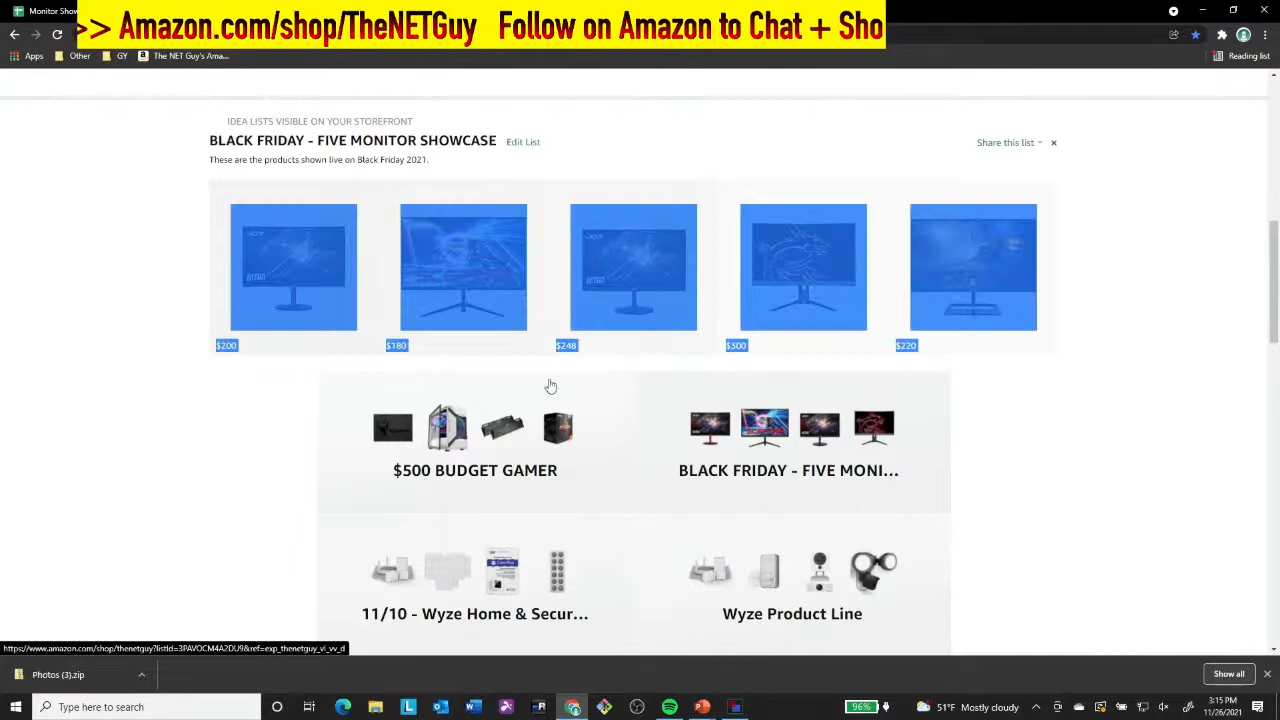 Monitor Sho
>> Amazon.com/shop/TheNETGuy Follow on Amazon to Chat + Sho
Apps
Other
GY
The NET Guy's Ama...
Reading list
IDEA LISTS VISIBLE ON YOUR STOREFRONT
BLACK FRIDAY - FIVE MONITOR SHOWCASE
Edit List
Share this list
These are the products shown live on Black Friday 2021.
$200
$180
$248
$300
$220
$500 BUDGET GAMER
BLACK FRIDAY - FIVE MONI...
11/10 - Wyze Home & Secur...
Wyze Product Line
https://www.amazon.com/shop/thenetguy?listId=3PAVOCM4A2DU9&ref=exp_thenetguy_vl_vv_d
Photos (3).zip
Show all
Type here to search
96%
51°F Mostly cloudy
3:15 PM
11/26/2021